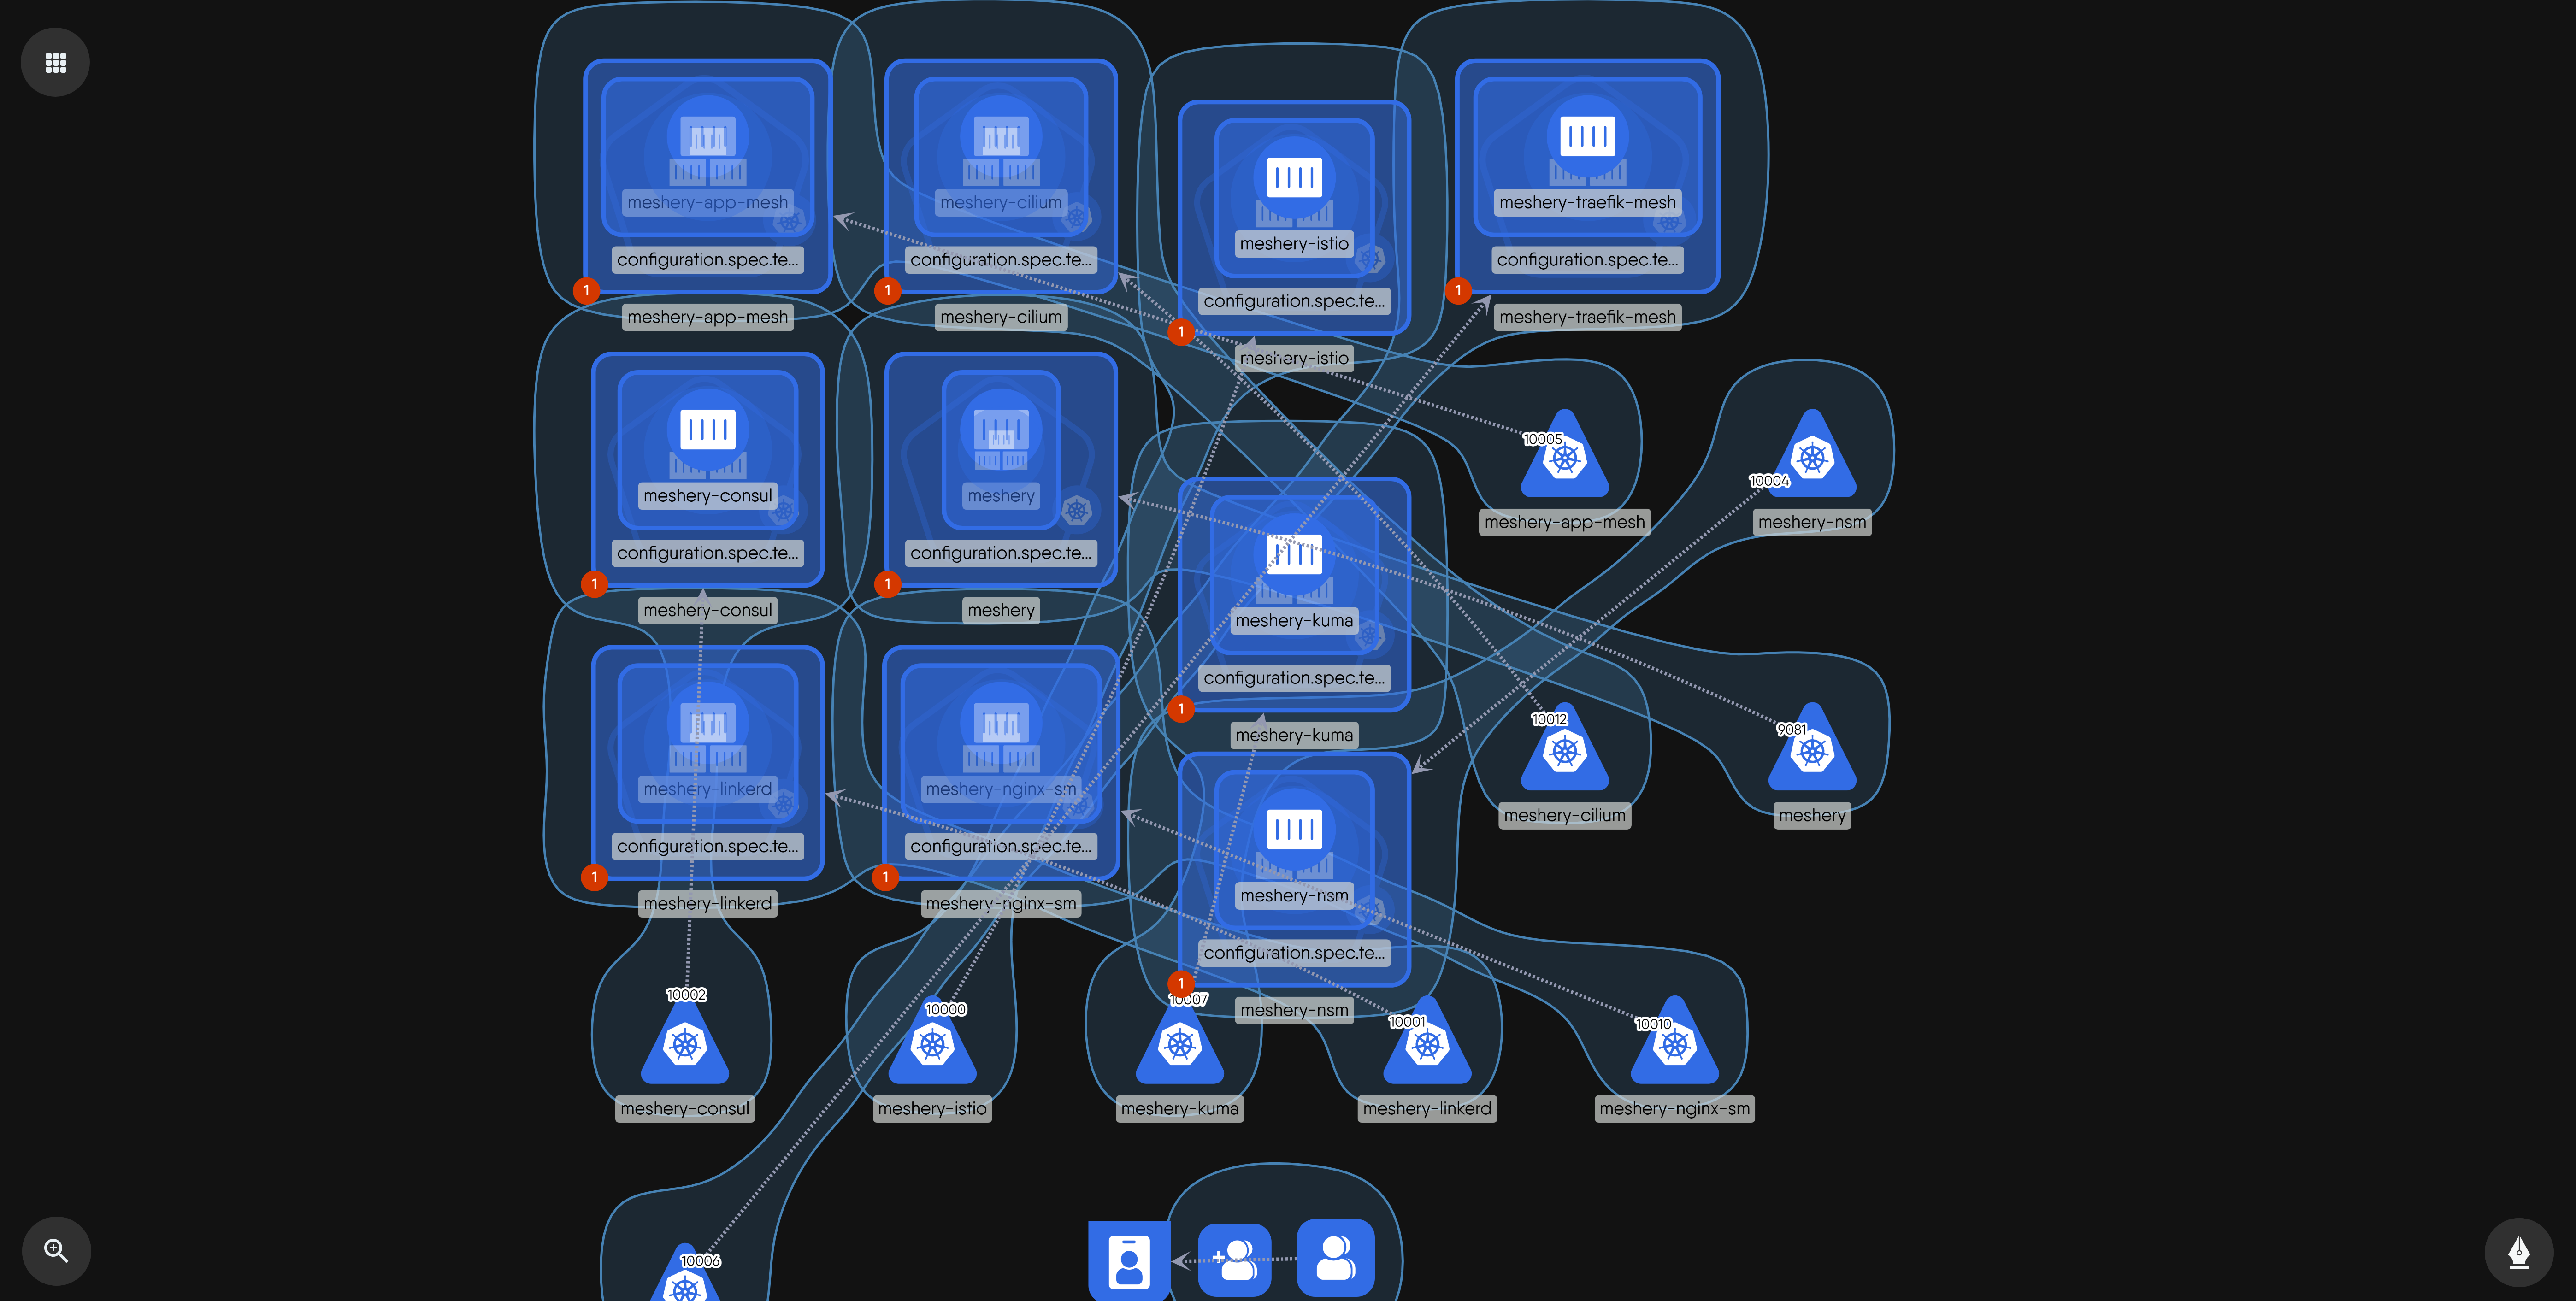 meshery-app-mesh
configuration.spec.te...
1
meshery-app-mesh
meshery-cilium
configuration.spec.te...
1
meshery-cilium
meshery-istio
configuration.spec.te...
1
meshery-istio
meshery-traefik-mesh
configuration.spec.te...
1
meshery-traefik-mesh
meshery-consul
configuration.spec.te...
1
meshery-consul
meshery
configuration.spec.te...
1
meshery
meshery-kuma
configuration.spec.te...
1
meshery-kuma
10005
meshery-app-mesh
10004
meshery-nsm
meshery-linkerd
configuration.spec.te...
1
meshery-linkerd
meshery-nginx-sm
configuration.spec.te...
1
meshery-nginx-sm
meshery-nsm
configuration.spec.te...
1
meshery-nsm
10012
meshery-cilium
9081
meshery
10002
meshery-consul
10000
meshery-istio
10007
meshery-kuma
10001
meshery-linkerd
10010
meshery-nginx-sm
10006